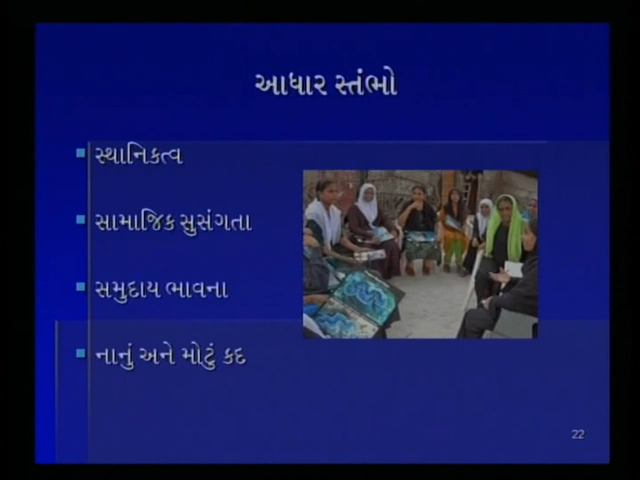 આધાર સ્તંભો
સ્થાનિકત્વ
સામાજિક સુસંગતા
સમુદાય ભાવના
નાનું અને મોટું કદ
22